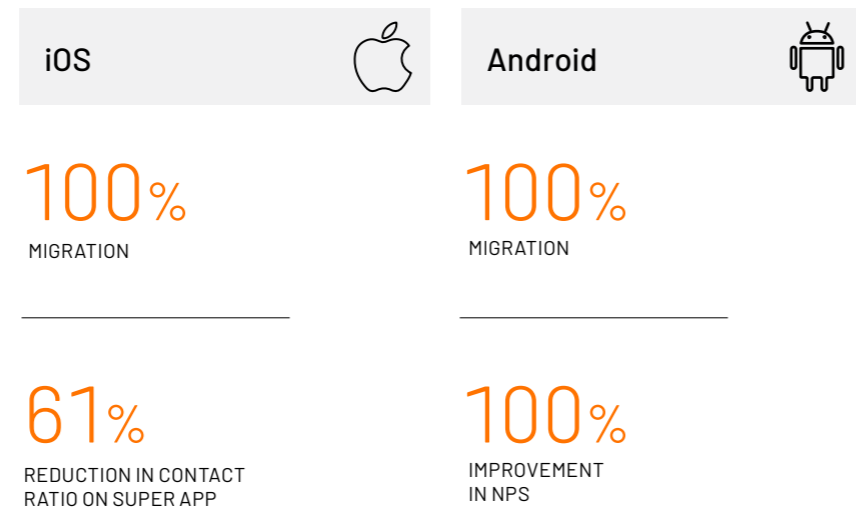 iOS
Android
100%
MIGRATION
100%
MIGRATION
61%
REDUCTION IN CONTACT
RATIO ON SUPER APP
100%
IMPROVEMENT
IN NPS